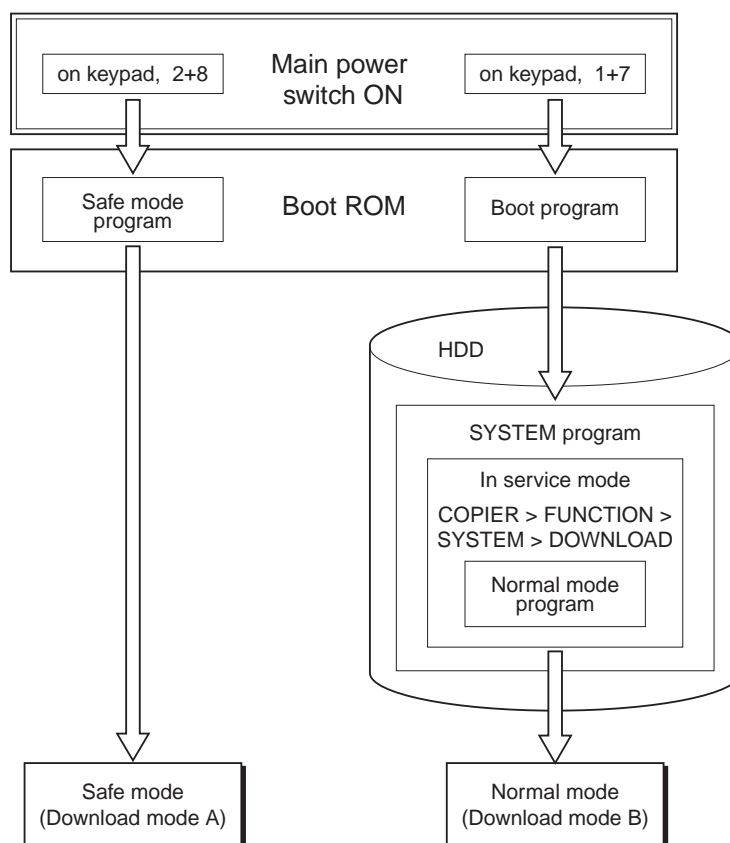 on keypad, 2+8
Main power
switch ON
on keypad, 1+7
Safe mode
program
Boot ROM
Boot program
HDD
SYSTEM program
In service mode
COPIER > FUNCTION >
SYSTEM > DOWNLOAD
Normal mode
program
Safe mode
(Download mode A)
Normal mode
(Download mode B)